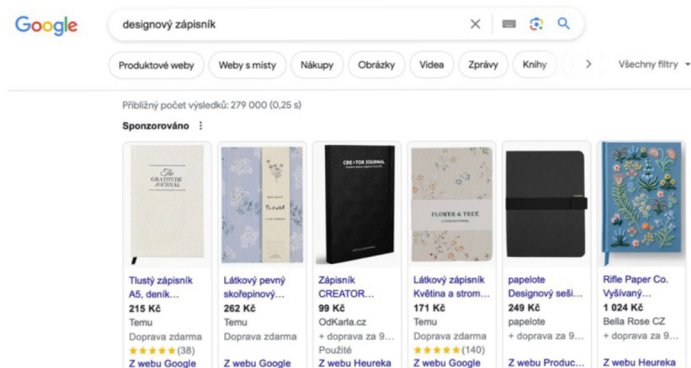 Google
designový zápisník
Produktové weby
Weby s místy
Nákupy
Obrázky
Videa
Zprávy
Knihy
Všechny filtry
Přibližný počet výsledků: 279 000 (0,25 s)
Sponzorováno
The
GRATITUDE
JOURNAL
FLOWER
CRE+TOR JOURNAL
FLOWER & TREE
Tlustý zápisník
A5, deník...
215 Kč
Temu
Doprava zdarma
(38)
Z webu Google
Látkový pevný
skořepinový...
262 Kč
Temu
Doprava zdarma
Z webu Google
Zápisník
CREATOR...
99 Kč
OdKarla.cz
+ doprava za 9...
Použité
Z webu Heureka
Látkový zápisník
Květina a strom...
171 Kč
Temu
Doprava zdarma
(140)
Z webu Google
papelote
Designový seši...
249 Kč
papelote
+ doprava za 9...
Z webu Produc...
Rifle Paper Co.
Vyšívaný...
1 024 Kč
Bella Rose CZ
+ doprava za 9...
Z webu Heureka